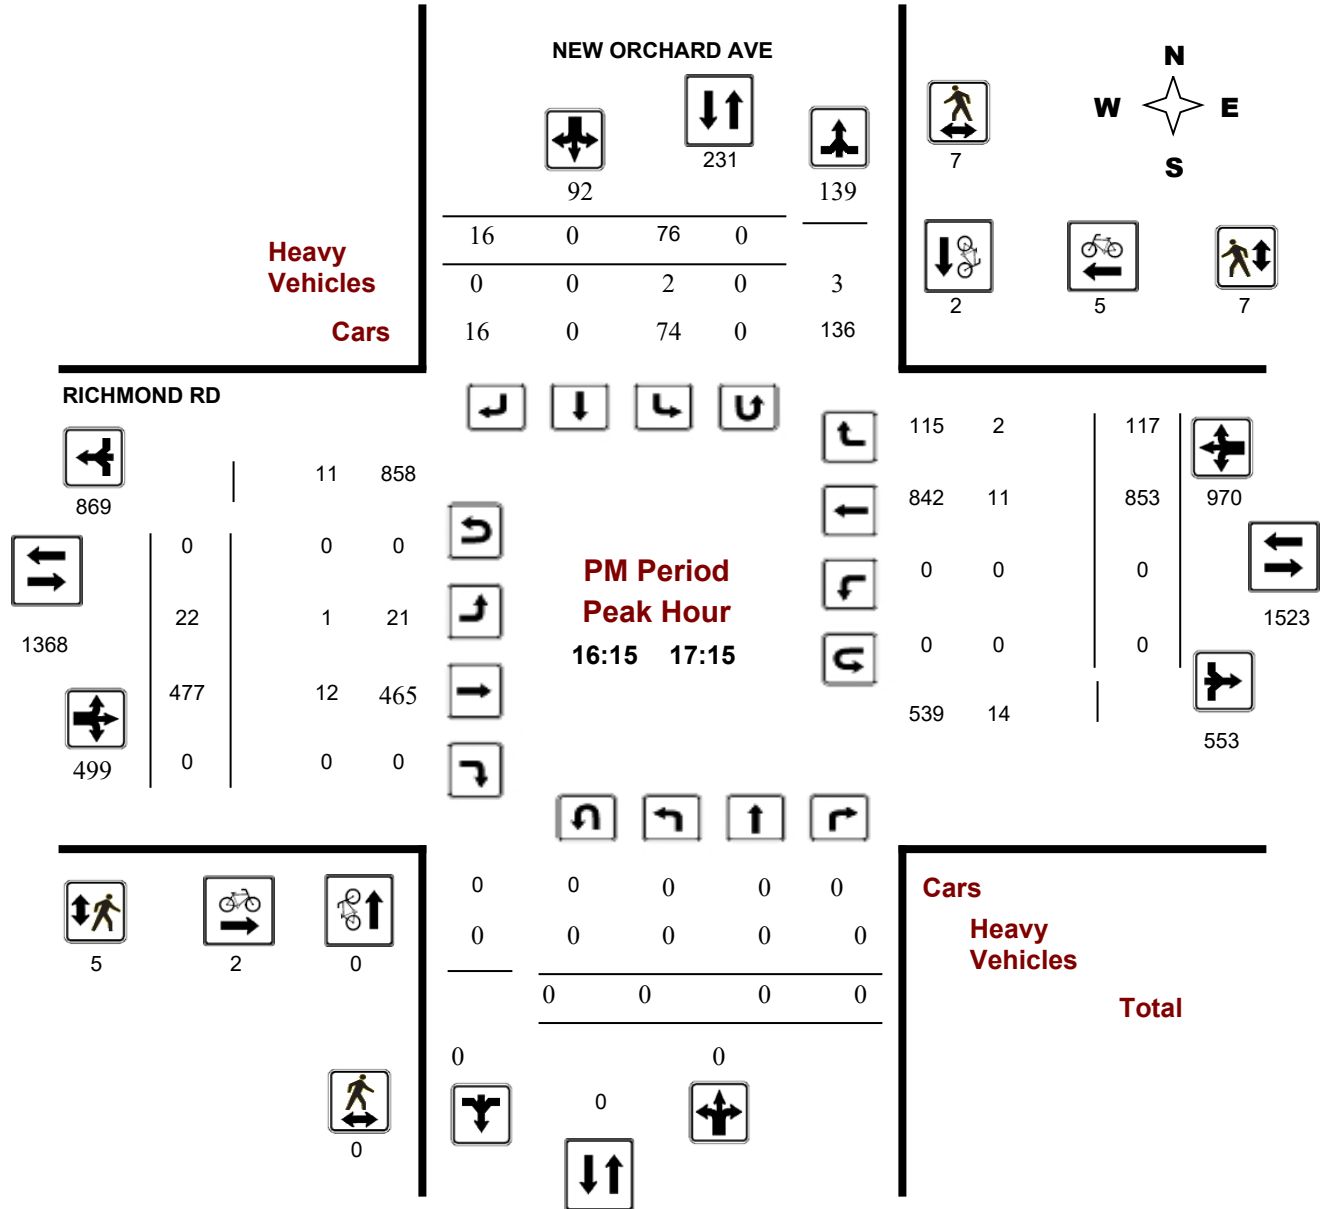 NEW ORCHARD AVE
N
W E
S
231
92
139
7
16 0 76 0
Heavy
Vehicles
0 0 2 0 3
2 5 7
Cars
16 0 74 0 136
RICHMOND RD
115 2 117
11 858
869
842 11 853 970
0 0 0
PM Period
Peak Hour
16:15 17:15
0 0 0
22 1 21
1368
1523
0 0 0
477 12 465
539 14
553
499
0 0 0
0 0 0 0 0
Cars
0 0 0 0 0
Heavy
Vehicles
5 2 0
0 0 0 0
Total
0 0
0
0